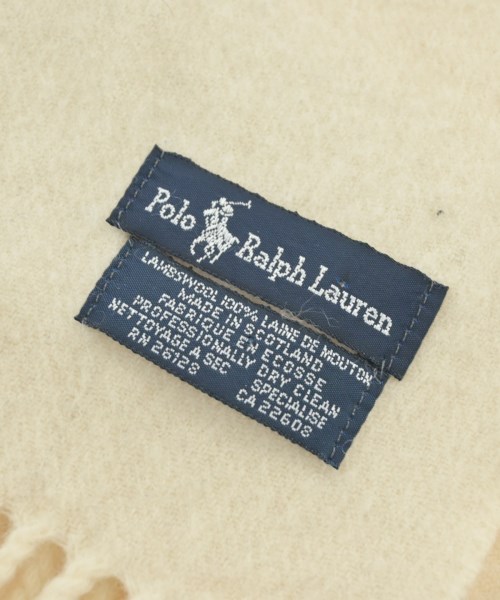 Polo Ralph Lauren
LAMBSWOOL 100% LAINE DE MOUTON
MADE IN SCOTLAND
FABRIQUE EN ECOSSE
PROFESSIONALLY DRY CLEAN
NETTOYAGE A SEC SPECIALISE
RN 26128 CA 22608